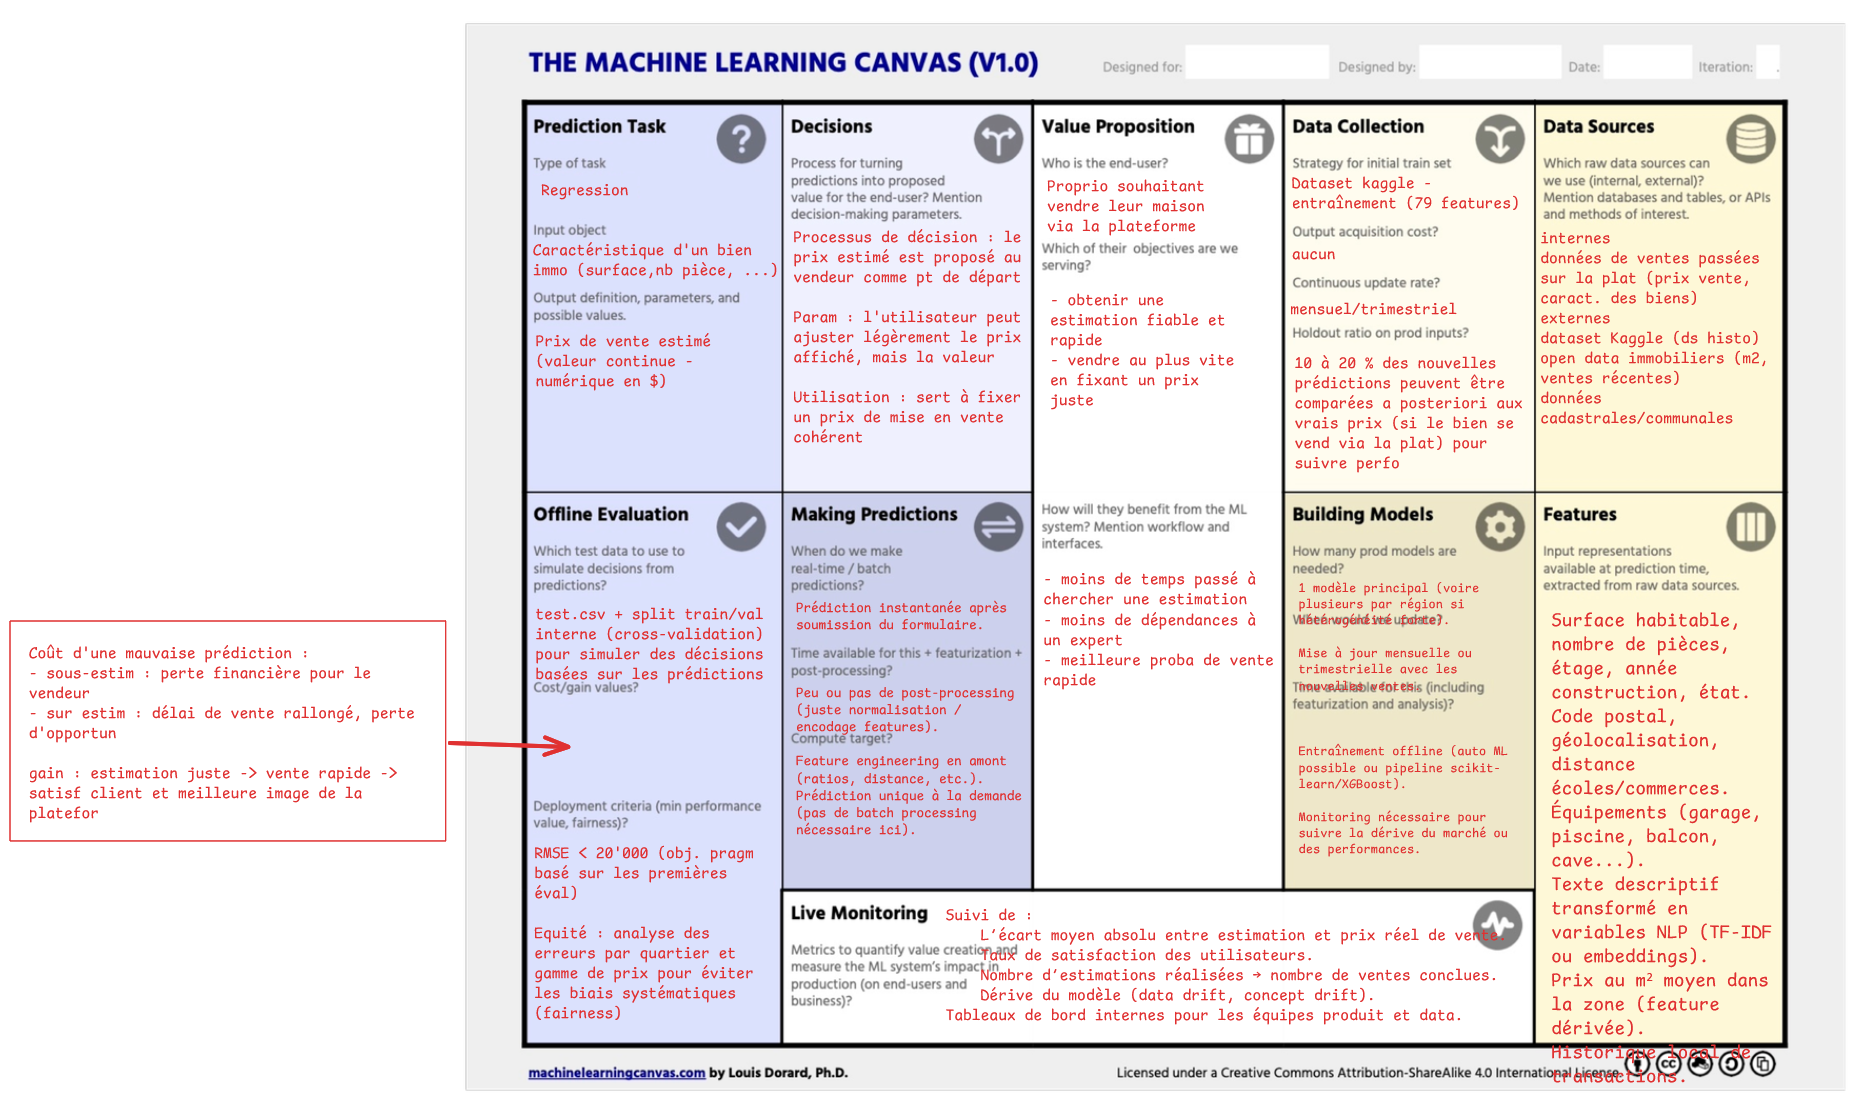 THE MACHINE LEARNING CANVAS (V1.0)
Designed for:
Designed by:
Date:
Iteration:
.
Prediction Task
Type of task
Regression
Input object
Caractéristique d'un bien
immo (surface,nb pièce, ...)
Output definition, parameters, and
possible values.
Prix de vente estimé
(valeur continue -
numérique en $)
Decisions
Process for turning
predictions into proposed
value for the end-user? Mention
decision-making parameters.
Processus de décision : le
prix estimé est proposé au
vendeur comme pt de départ
Param : l'utilisateur peut
ajuster légèrement le prix
affiché, mais la valeur
Utilisation : sert à fixer
un prix de mise en vente
cohérent
Value Proposition
Who is the end-user?
Proprio souhaitant
vendre leur maison
via la plateforme
Which of their objectives are we
serving?
- obtenir une
estimation fiable et
rapide
- vendre au plus vite
en fixant un prix
juste
How will they benefit from the ML
system? Mention workflow and
interfaces.
- moins de temps passé à
chercher une estimation
- moins de dépendances à
un expert
- meilleure proba de vente
rapide
Data Collection
Strategy for initial train set
Dataset kaggle -
entraînement (79 features)
Output acquisition cost?
aucun
Continuous update rate?
mensuel/trimestriel
Holdout ratio on prod inputs?
10 à 20 % des nouvelles
prédictions peuvent être
comparées a posteriori aux
vrais prix (si le bien se
vend via la plat) pour
suivre perfo
Data Sources
Which raw data sources can
we use (internal, external)?
Mention databases and tables, or APIs
and methods of interest.
internes
données de ventes passées
sur la plat (prix vente,
caract. des biens)
externes
dataset Kaggle (ds histo)
open data immobiliers (m2,
ventes récentes)
données
cadastrales/communales
Offline Evaluation
Which test data to use to
simulate decisions from
predictions?
test.csv + split train/val
interne (cross-validation)
pour simuler des décisions
basées sur les prédictions
Cost/gain values?
Coût d'une mauvaise prédiction :
- sous-estim : perte financière pour le
vendeur
- sur estim : délai de vente rallongé, perte
d'opportun
gain : estimation juste -> vente rapide ->
satisf client et meilleure image de la
platefor
Deployment criteria (min performance
value, fairness)?
RMSE < 20'000 (obj. pragm
basé sur les premières
éval)
Equité : analyse des
erreurs par quartier et
gamme de prix pour éviter
les biais systématiques
(fairness)
Making Predictions
When do we make
real-time / batch
predictions?
Prédiction instantanée après
soumission du formulaire.
Time available for this + featurization +
post-processing?
Peu ou pas de post-processing
(juste normalisation /
encodage features).
Compute target?
Feature engineering en amont
(ratios, distance, etc.).
Prédiction unique à la demande
(pas de batch processing
nécessaire ici).
Building Models
How many prod models are
needed?
1 modèle principal (voire
plusieurs par région si
hétérogénéité forte).
When would we update?
Mise à jour mensuelle ou
trimestrielle avec les
nouvelles ventes.
Time available for this (including
featurization and analysis)?
Entraînement offline (auto ML
possible ou pipeline scikit-
learn/XGBoost).
Monitoring nécessaire pour
suivre la dérive du marché ou
des performances.
Features
Input representations
available at prediction time,
extracted from raw data sources.
Surface habitable,
nombre de pièces,
étage, année
construction, état.
Code postal,
géolocalisation,
distance
écoles/commerces.
Équipements (garage,
piscine, balcon,
cave...).
Texte descriptif
transformé en
variables NLP (TF-IDF
ou embeddings).
Prix au m² moyen dans
la zone (feature
dérivée).
Historique local de
transactions.
Live Monitoring
Metrics to quantify value creation and
measure the ML system's impact in
production (on end-users and
business)?
Suivi de :
L’écart moyen absolu entre estimation et prix réel de vente.
Taux de satisfaction des utilisateurs.
Nombre d’estimations réalisées → nombre de ventes conclues.
Dérive du modèle (data drift, concept drift).
Tableaux de bord internes pour les équipes produit et data.
machinelearningcanvas.com by Louis Dorard, Ph.D.
Licensed under a Creative Commons Attribution-ShareAlike 4.0 International License.
cc